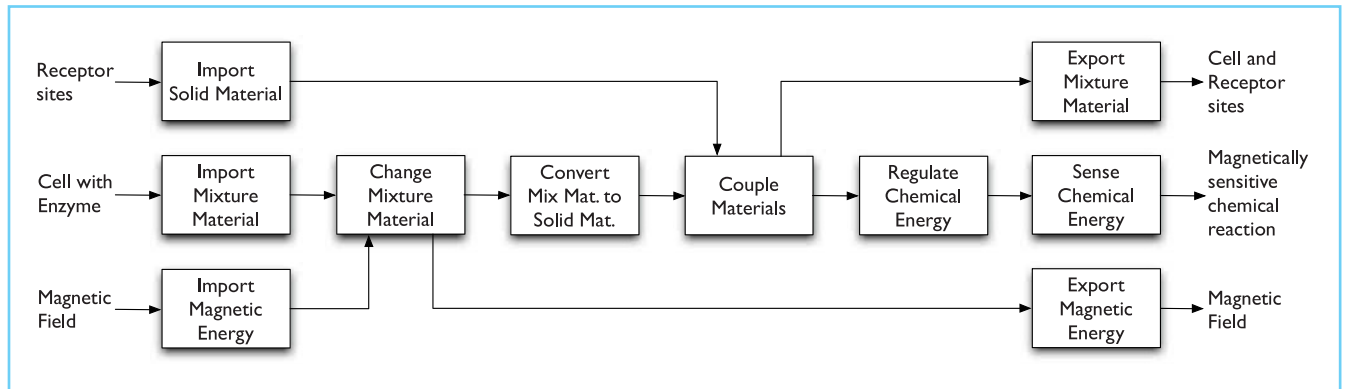 Receptor
sites
Import
Solid Material
Export
Mixture
Material
Cell and
Receptor
sites
Cell with
Enzyme
Import
Mixture
Material
Change
Mixture
Material
Convert
Mix Mat. to
Solid Mat.
Couple
Materials
Regulate
Chemical
Energy
Sense
Chemical
Energy
Magnetically
sensitive
chemical
reaction
Magnetic
Field
Import
Magnetic
Energy
Export
Magnetic
Energy
Magnetic
Field